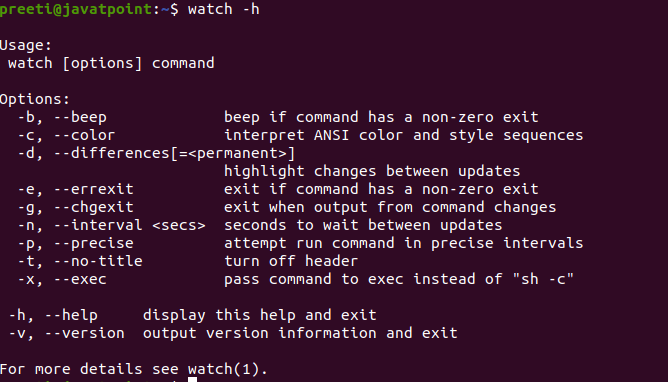 preeti@javatpoint:~$ watch -h
Usage:
 watch [options] command
Options:
  -b, --beep             beep if command has a non-zero exit
  -c, --color            interpret ANSI color and style sequences
  -d, --differences[=<permanent>]
                         highlight changes between updates
  -e, --errexit          exit if command has a non-zero exit
  -g, --chgexit          exit when output from command changes
  -n, --interval <secs>  seconds to wait between updates
  -p, --precise          attempt run command in precise intervals
  -t, --no-title         turn off header
  -x, --exec             pass command to exec instead of "sh -c"
 -h, --help     display this help and exit
 -v, --version  output version information and exit
For more details see watch(1).